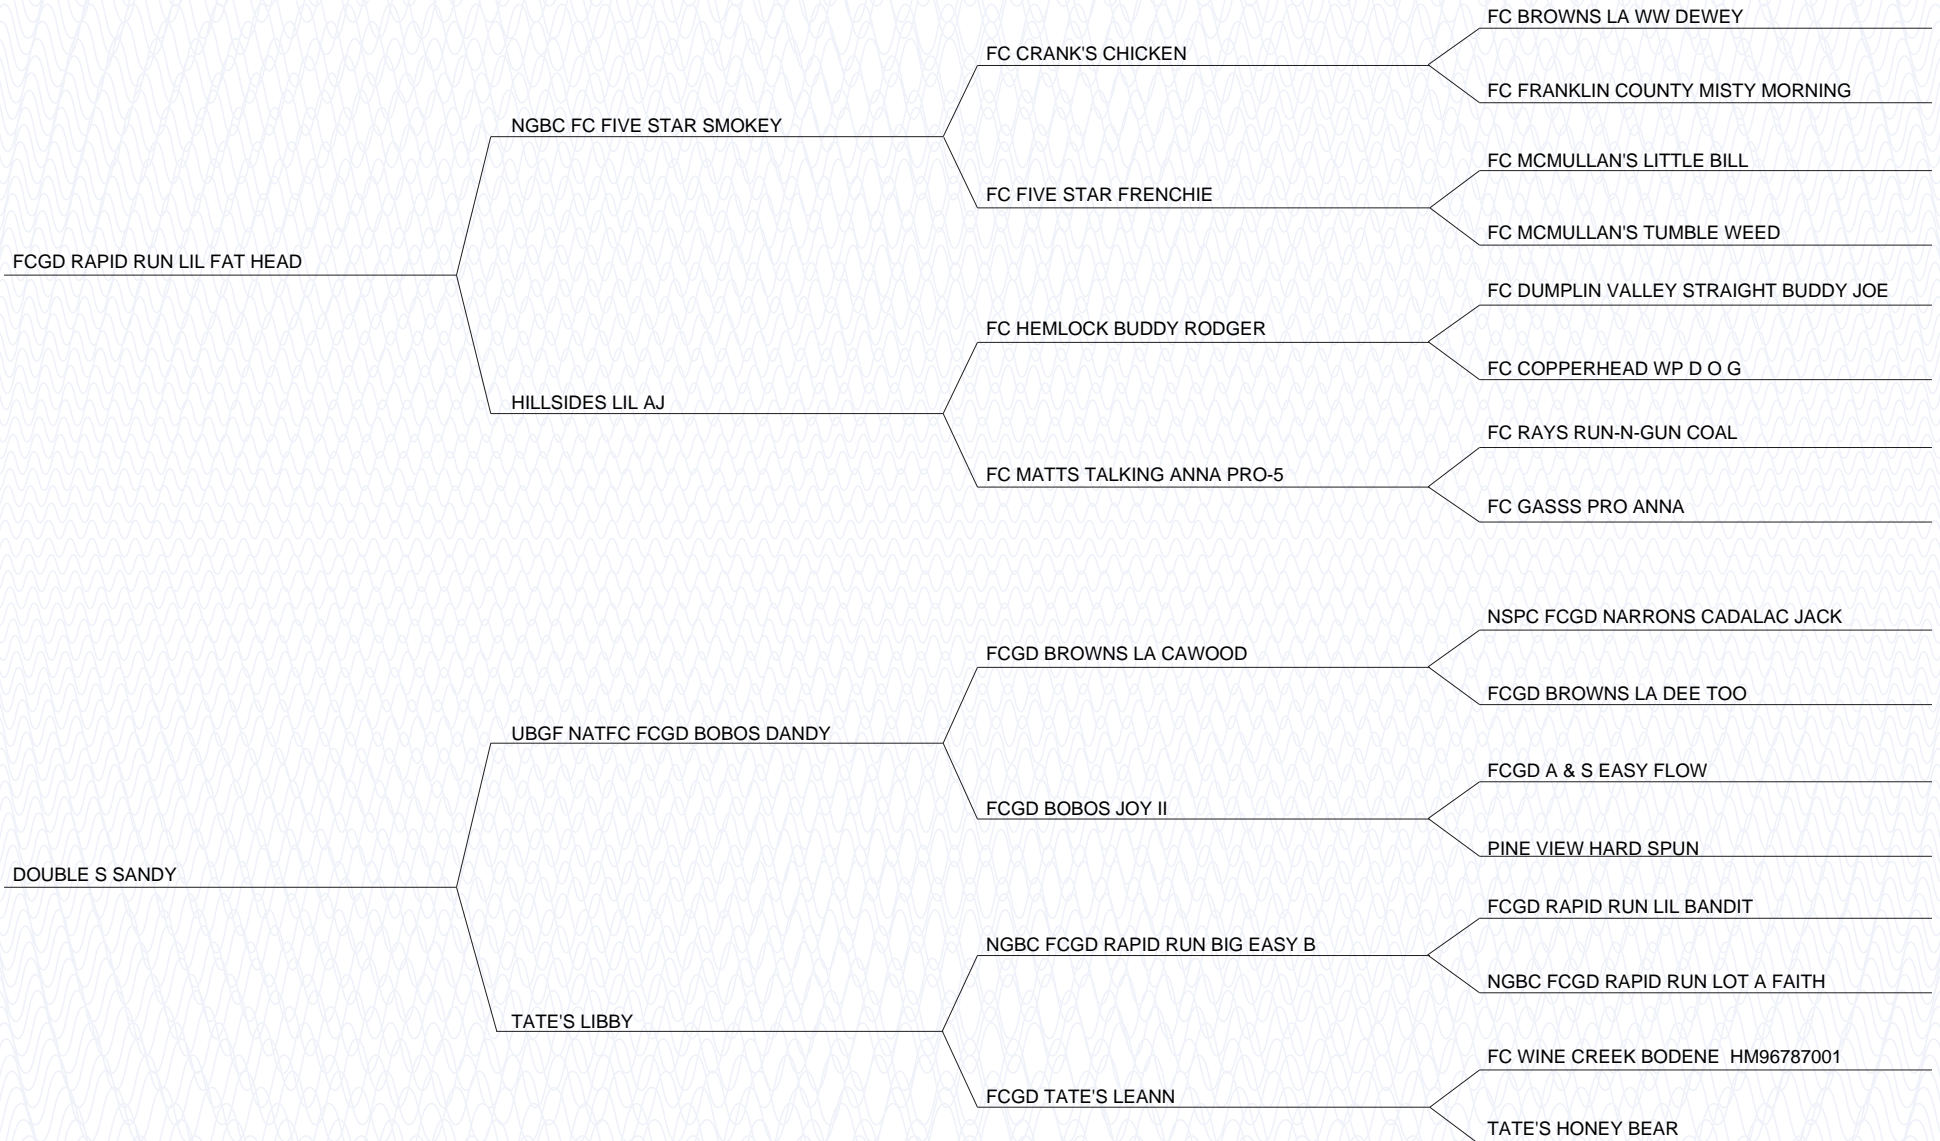 FC BROWNS LA WW DEWEY
FC CRANK'S CHICKEN
FC FRANKLIN COUNTY MISTY MORNING
NGBC FC FIVE STAR SMOKEY
FC MCMULLAN'S LITTLE BILL
FC FIVE STAR FRENCHIE
FC MCMULLAN'S TUMBLE WEED
FCGD RAPID RUN LIL FAT HEAD
FC DUMPLIN VALLEY STRAIGHT BUDDY JOE
FC HEMLOCK BUDDY RODGER
FC COPPERHEAD WP D O G
HILLSIDES LIL AJ
FC RAYS RUN-N-GUN COAL
FC MATTS TALKING ANNA PRO-5
FC GASSS PRO ANNA
NSPC FCGD NARRONS CADALAC JACK
FCGD BROWNS LA CAWOOD
FCGD BROWNS LA DEE TOO
UBGF NATFC FCGD BOBOS DANDY
FCGD A & S EASY FLOW
FCGD BOBOS JOY II
PINE VIEW HARD SPUN
DOUBLE S SANDY
FCGD RAPID RUN LIL BANDIT
NGBC FCGD RAPID RUN BIG EASY B
NGBC FCGD RAPID RUN LOT A FAITH
TATE'S LIBBY
FC WINE CREEK BODENE  HM96787001
FCGD TATE'S LEANN
TATE'S HONEY BEAR